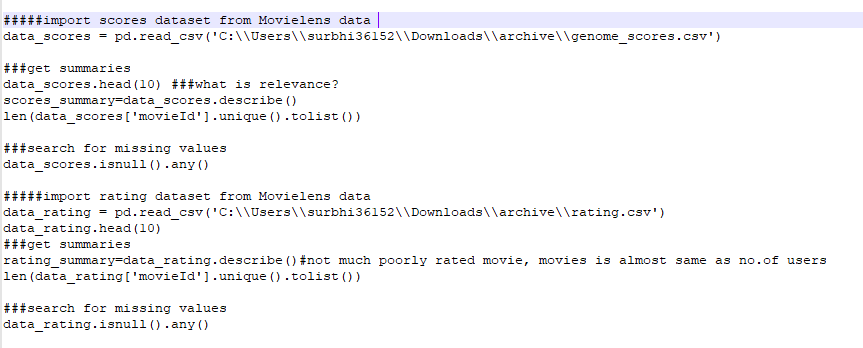 #####import scores dataset from Movielens data
data_scores = pd.read_csv('C:\\Users\\surbhi36152\\Downloads\\archive\\genome_scores.csv')
###get summaries
data_scores.head(10) ###what is relevance?
scores_summary=data_scores.describe()
len(data_scores['movieId'].unique().tolist())
###search for missing values
data_scores.isnull().any()
#####import rating dataset from Movielens data
data_rating = pd.read_csv('C:\\Users\\surbhi36152\\Downloads\\archive\\rating.csv')
data_rating.head(10)
###get summaries
rating_summary=data_rating.describe()#not much poorly rated movie, movies is almost same as no.of users
len(data_rating['movieId'].unique().tolist())
###search for missing values
data_rating.isnull().any()